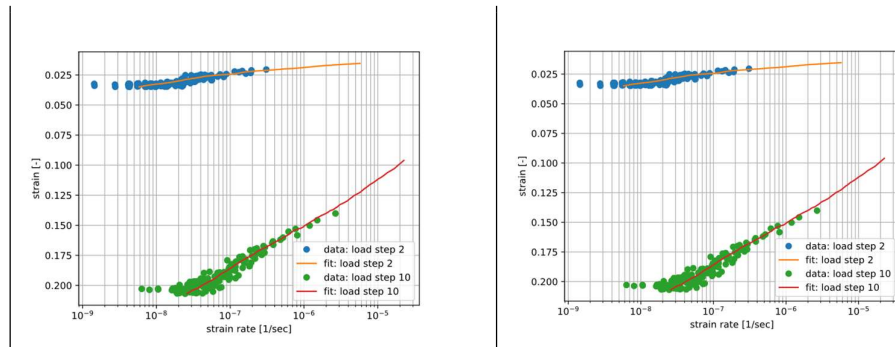 0.025
0.050
0.075
0.100
0.125
0.150
0.175
0.200
strain [-]
10⁻⁹ 10⁻⁸ 10⁻⁷ 10⁻⁶ 10⁻⁵
strain rate [1/sec]
data: load step 2
fit: load step 2
data: load step 10
fit: load step 10
0.025
0.050
0.075
0.100
0.125
0.150
0.175
0.200
strain [-]
10⁻⁹ 10⁻⁸ 10⁻⁷ 10⁻⁶ 10⁻⁵
strain rate [1/sec]
data: load step 2
fit: load step 2
data: load step 10
fit: load step 10